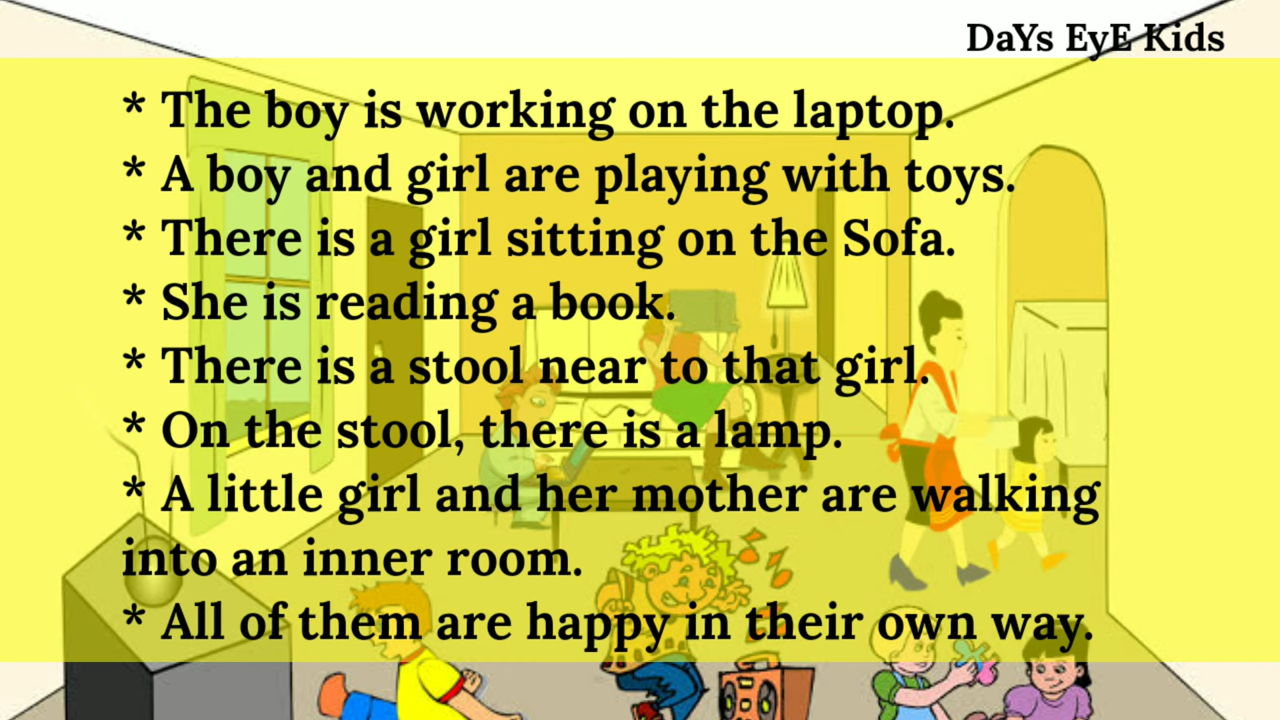 DaYs EyE Kids
* The boy is working on the laptop.
* A boy and girl are playing with toys.
* There is a girl sitting on the Sofa.
* She is reading a book.
* There is a stool near to that girl.
* On the stool, there is a lamp.
* A little girl and her mother are walking
into an inner room.
* All of them are happy in their own way.